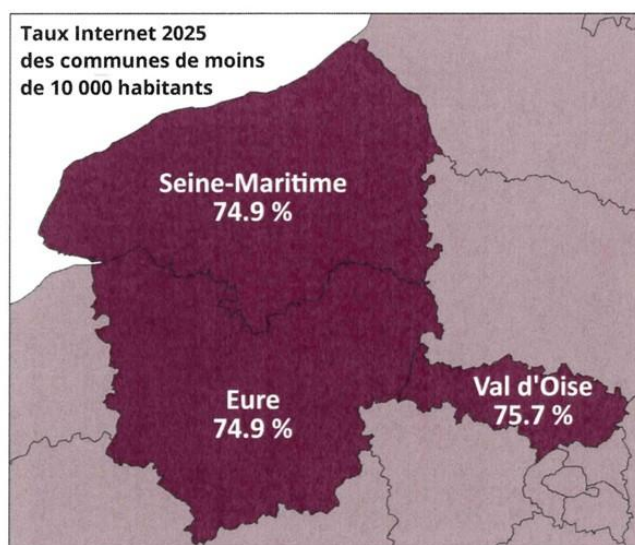 Taux Internet 2025
des communes de moins
de 10 000 habitants
Seine-Maritime
74.9 %
Eure
74.9 %
Val d'Oise
75.7 %